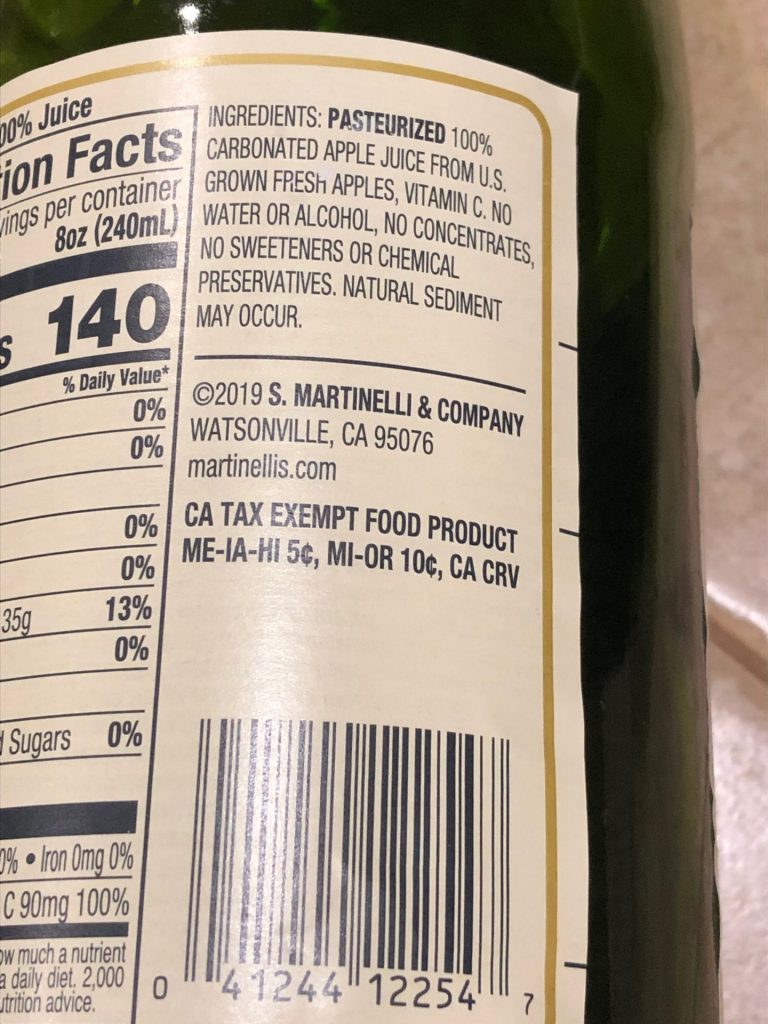 00% Juice
ion Facts
ings per container
8oz (240mL)
s 140
% Daily Value*
0%
0%
0%
0%
35g 13%
0%
Sugars 0%
0% • Iron 0mg 0%
C 90mg 100%
ow much a nutrient
a daily diet. 2,000
utrition advice.
INGREDIENTS: PASTEURIZED 100%
CARBONATED APPLE JUICE FROM U.S.
GROWN FRESH APPLES, VITAMIN C. NO
WATER OR ALCOHOL, NO CONCENTRATES,
NO SWEETENERS OR CHEMICAL
PRESERVATIVES. NATURAL SEDIMENT
MAY OCCUR.
©2019 S. MARTINELLI & COMPANY
WATSONVILLE, CA 95076
martinellis.com
CA TAX EXEMPT FOOD PRODUCT
ME-IA-HI 5¢, MI-OR 10¢, CA CRV
0 41244 12254 7